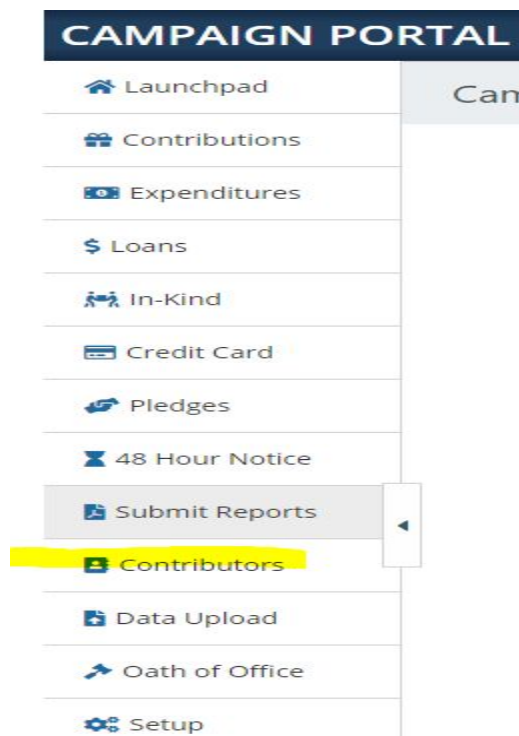 CAMPAIGN PORTAL
Launchpad
Contributions
Expenditures
$ Loans
In-Kind
Credit Card
Pledges
48 Hour Notice
Submit Reports
Contributors
Data Upload
Oath of Office
Setup